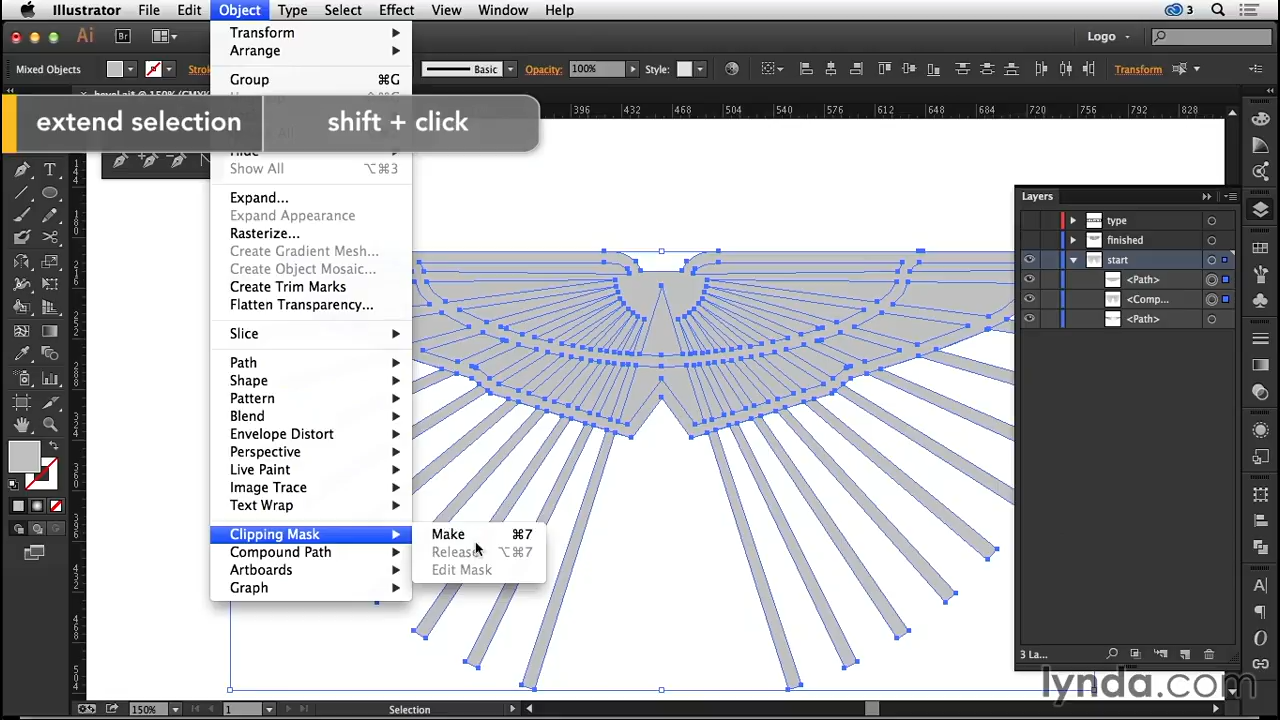 Illustrator File Edit Object Type Select Effect View Window Help 3
Ai Br Logo
Mixed Objects Basic Opacity: 100% Style: Transform
Transform
Arrange
Group ⌘G
extend selection shift + click
396 432 468 504 540 576 612 648 684 720 756 792 828
Show All ⌥⌘3
Expand...
Expand Appearance
Rasterize...
Create Gradient Mesh...
Create Object Mosaic...
Create Trim Marks
Flatten Transparency...
Slice
Path
Shape
Pattern
Blend
Envelope Distort
Perspective
Live Paint
Image Trace
Text Wrap
Clipping Mask
Compound Path
Artboards
Graph
Make ⌘7
Release ⌥⌘7
Edit Mask
Layers
type
finished
start
<Path>
<Comp...
<Path>
3 La...
lynda.com
150% 1 Selection